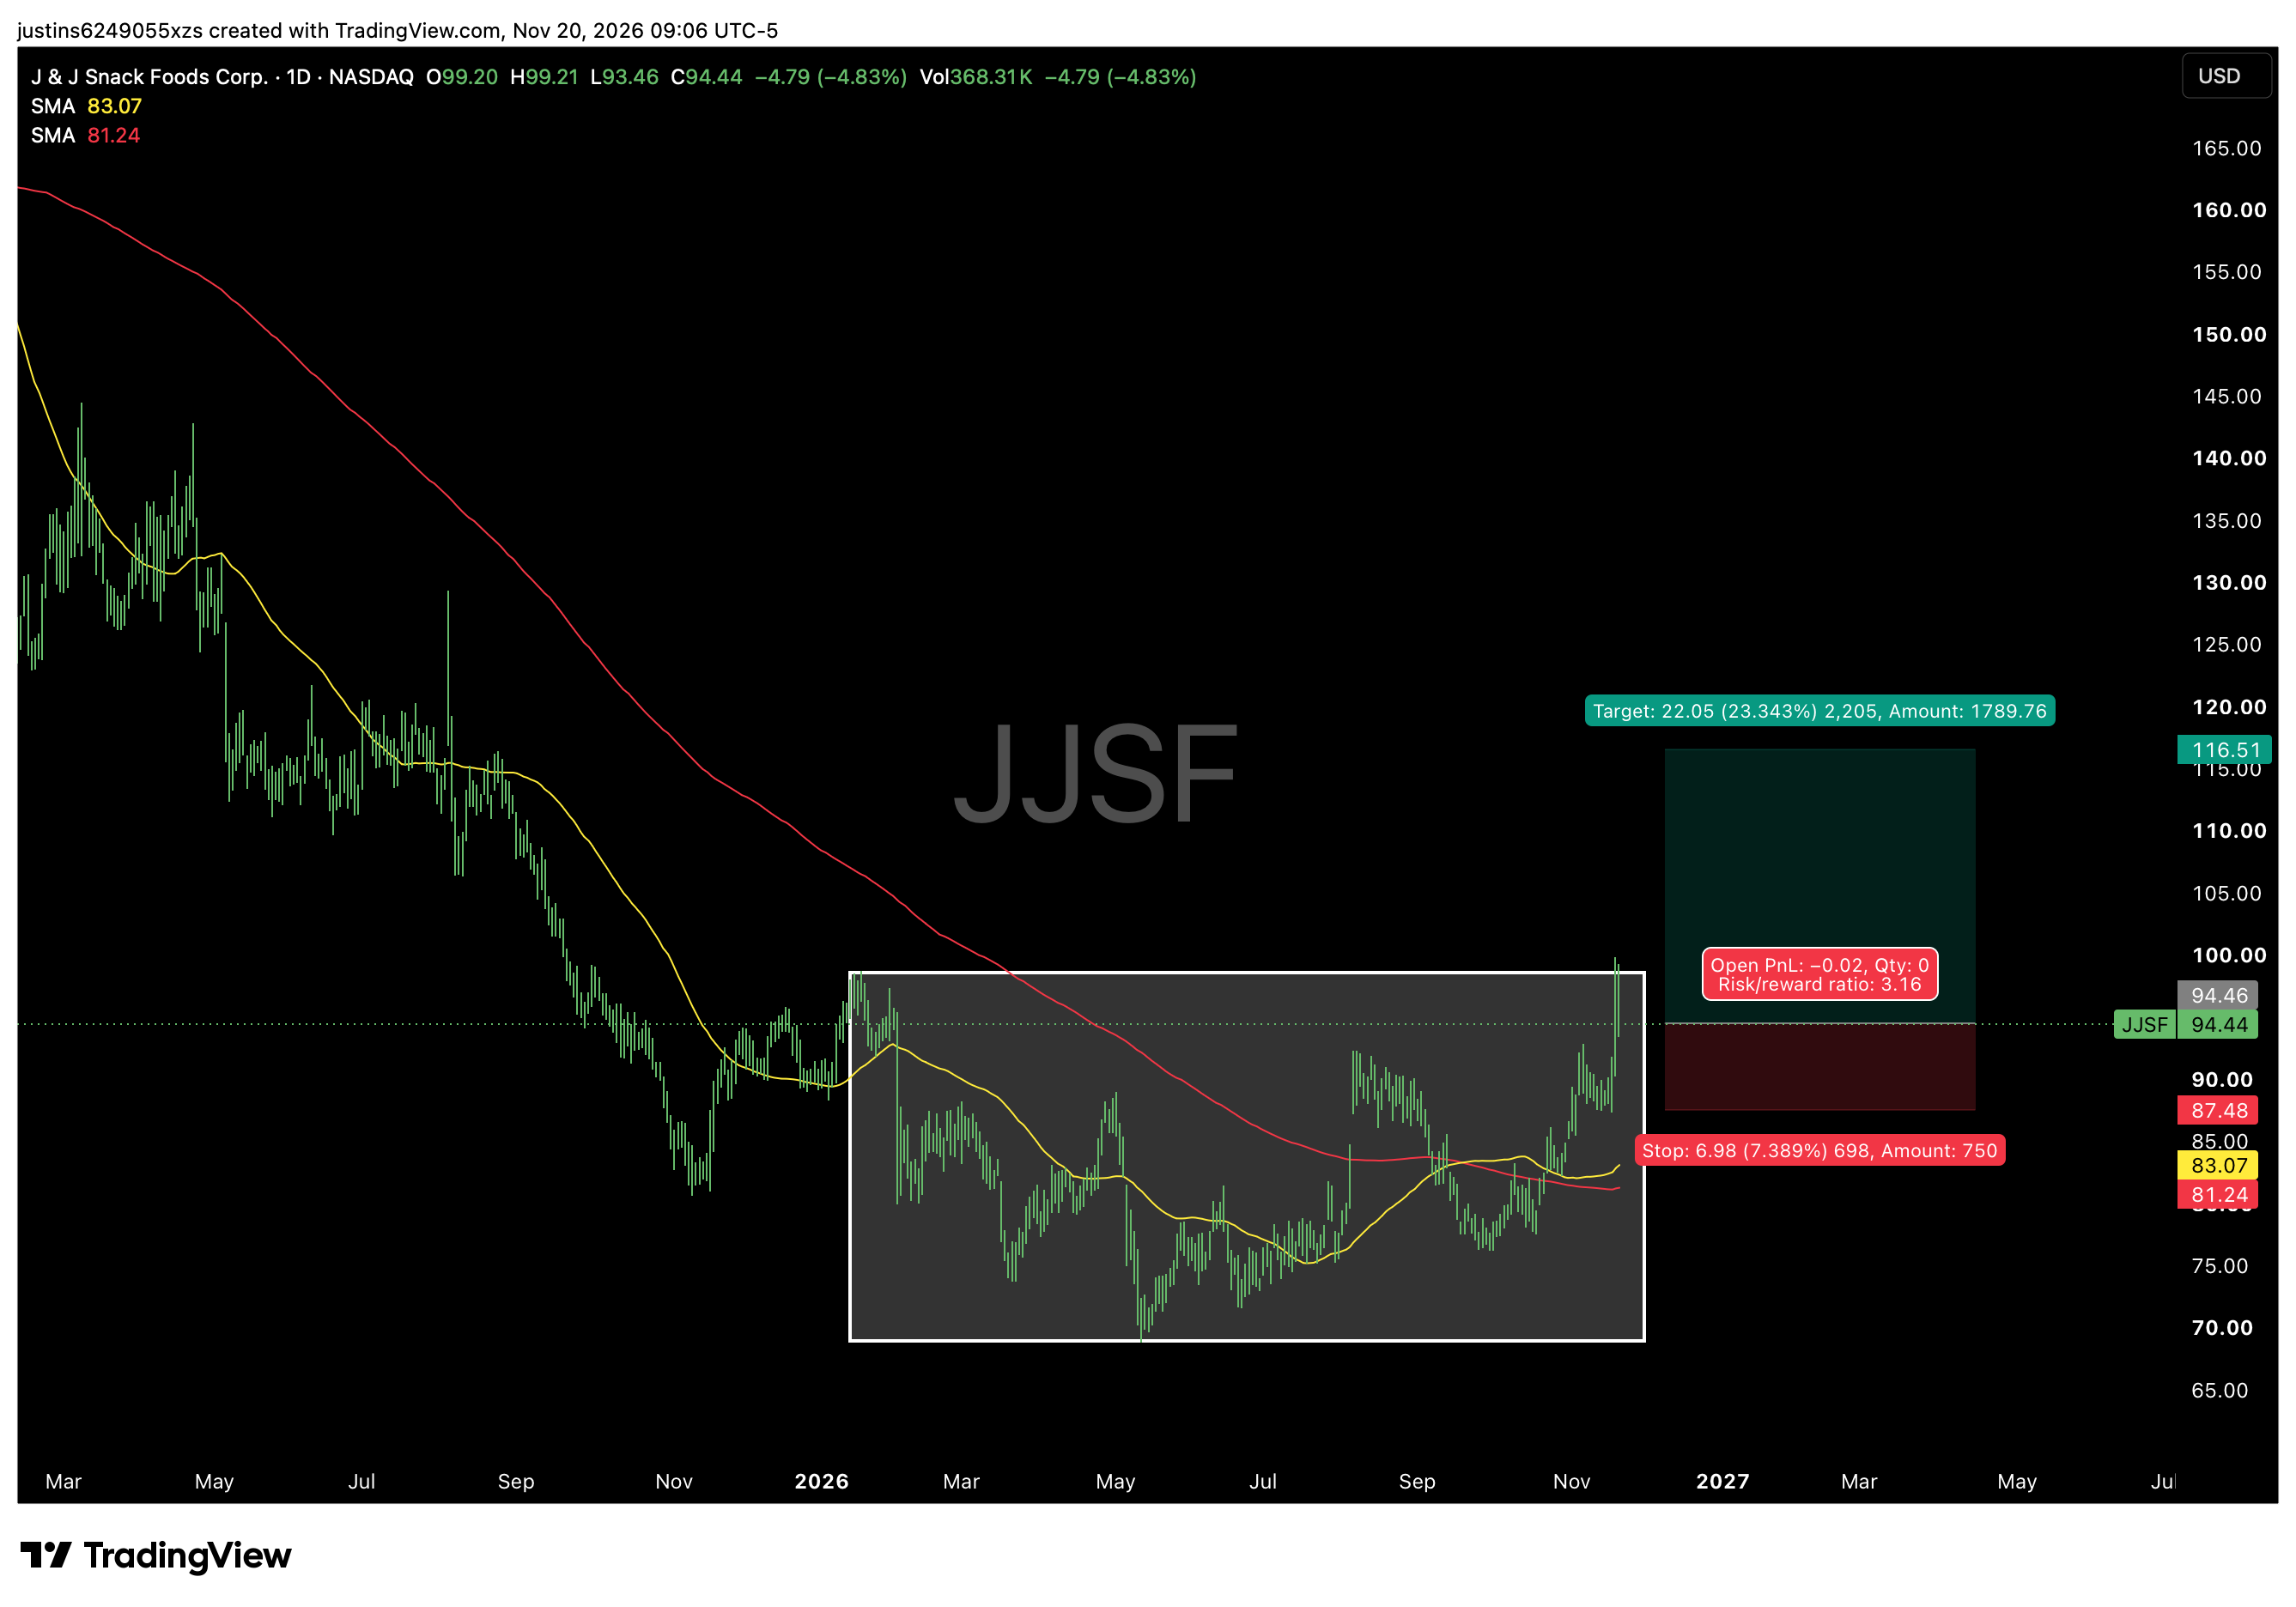 justins6249055xzs created with TradingView.com, Nov 20, 2026 09:06 UTC-5
J & J Snack Foods Corp. · 1D · NASDAQ O99.20 H99.21 L93.46 C94.44 −4.79 (−4.83%) Vol368.31K −4.79 (−4.83%)
SMA 83.07
SMA 81.24
USD
165.00
160.00
155.00
150.00
145.00
140.00
135.00
130.00
125.00
120.00
116.51
115.00
110.00
105.00
100.00
94.46
JJSF 94.44
90.00
87.48
85.00
83.07
81.24
75.00
70.00
65.00
JJSF
Target: 22.05 (23.343%) 2,205, Amount: 1789.76
Open PnL: −0.02, Qty: 0
Risk/reward ratio: 3.16
Stop: 6.98 (7.389%) 698, Amount: 750
Mar May Jul Sep Nov 2026 Mar May Jul Sep Nov 2027 Mar May
TradingView